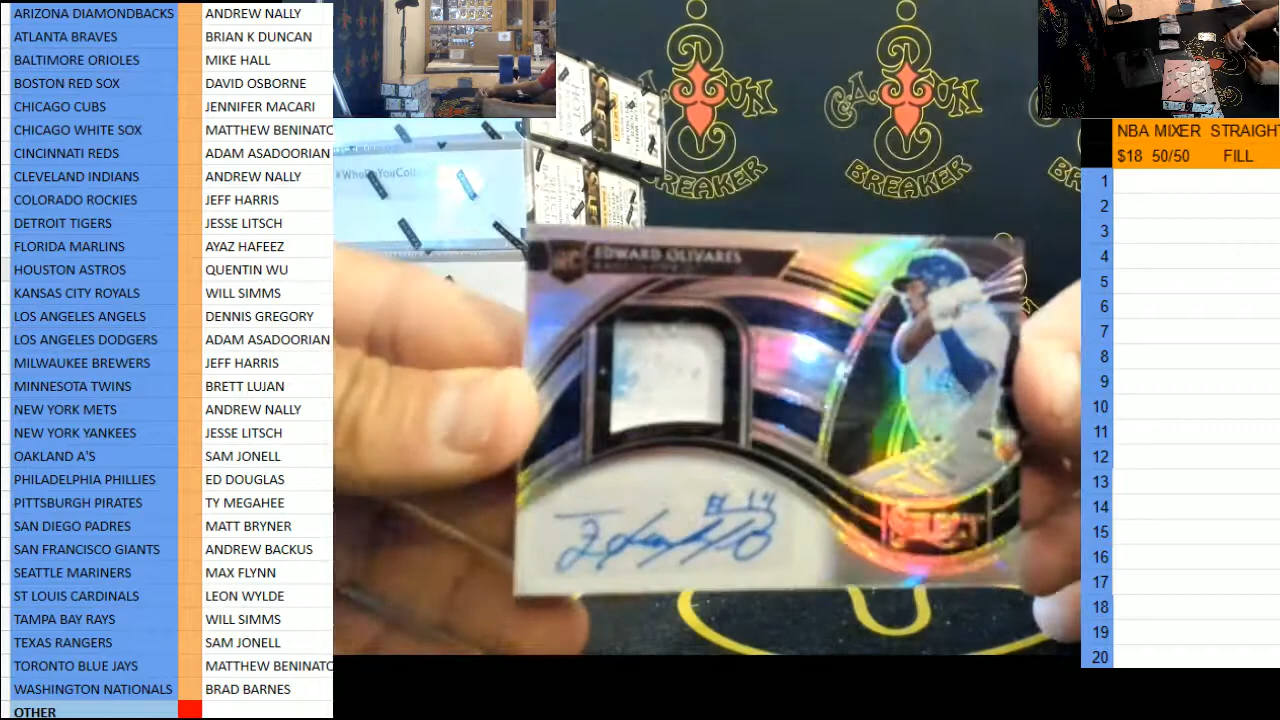 ARIZONA DIAMONDBACKS ANDREW NALLY
ATLANTA BRAVES BRIAN K DUNCAN
BALTIMORE ORIOLES MIKE HALL
BOSTON RED SOX DAVID OSBORNE
CHICAGO CUBS JENNIFER MACARI
CHICAGO WHITE SOX MATTHEW BENINATO
CINCINNATI REDS ADAM ASADOORIAN
CLEVELAND INDIANS ANDREW NALLY
COLORADO ROCKIES JEFF HARRIS
DETROIT TIGERS JESSE LITSCH
FLORIDA MARLINS AYAZ HAFEEZ
HOUSTON ASTROS QUENTIN WU
KANSAS CITY ROYALS WILL SIMMS
LOS ANGELES ANGELS DENNIS GREGORY
LOS ANGELES DODGERS ADAM ASADOORIAN
MILWAUKEE BREWERS JEFF HARRIS
MINNESOTA TWINS BRETT LUJAN
NEW YORK METS ANDREW NALLY
NEW YORK YANKEES JESSE LITSCH
OAKLAND A'S SAM JONELL
PHILADELPHIA PHILLIES ED DOUGLAS
PITTSBURGH PIRATES TY MEGAHEE
SAN DIEGO PADRES MATT BRYNER
SAN FRANCISCO GIANTS ANDREW BACKUS
SEATTLE MARINERS MAX FLYNN
ST LOUIS CARDINALS LEON WYLDE
TAMPA BAY RAYS WILL SIMMS
TEXAS RANGERS SAM JONELL
TORONTO BLUE JAYS MATTHEW BENINATO
WASHINGTON NATIONALS BRAD BARNES
OTHER
#WhoDoYouColl
CAJUN
BREAKER
CAJUN
BREAKER
EDWARD OLIVARES
SELECT
# 14
NBA MIXER STRAIGHT
$18 50/50 FILL
1
2
3
4
5
6
7
8
9
10
11
12
13
14
15
16
17
18
19
20